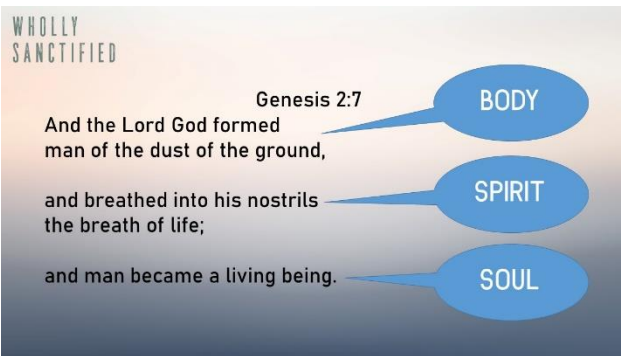 WHOLLY
SANCTIFIED
Genesis 2:7
And the Lord God formed
man of the dust of the ground,
BODY
and breathed into his nostrils
the breath of life;
SPIRIT
and man became a living being.
SOUL